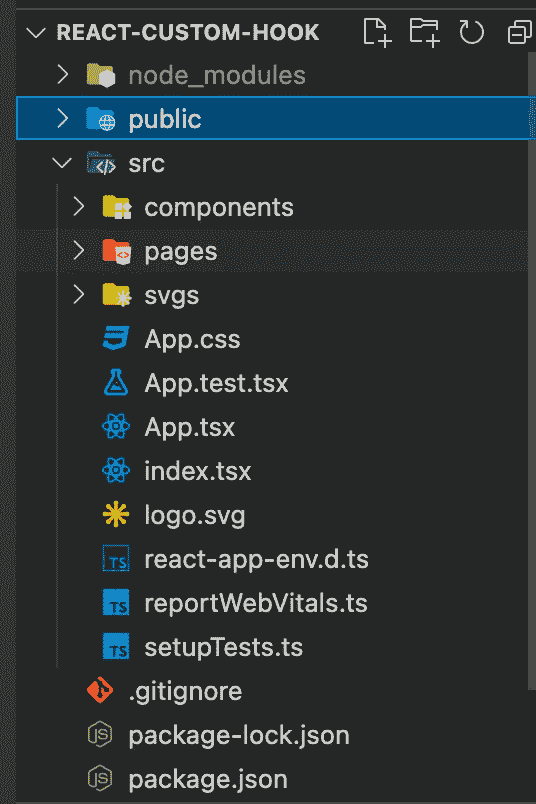 REACT-CUSTOM-HOOK
node_modules
public
src
components
pages
svgs
App.css
App.test.tsx
App.tsx
index.tsx
logo.svg
TS react-app-env.d.ts
TS reportWebVitals.ts
TS setupTests.ts
.gitignore
JS package-lock.json
JS package.json